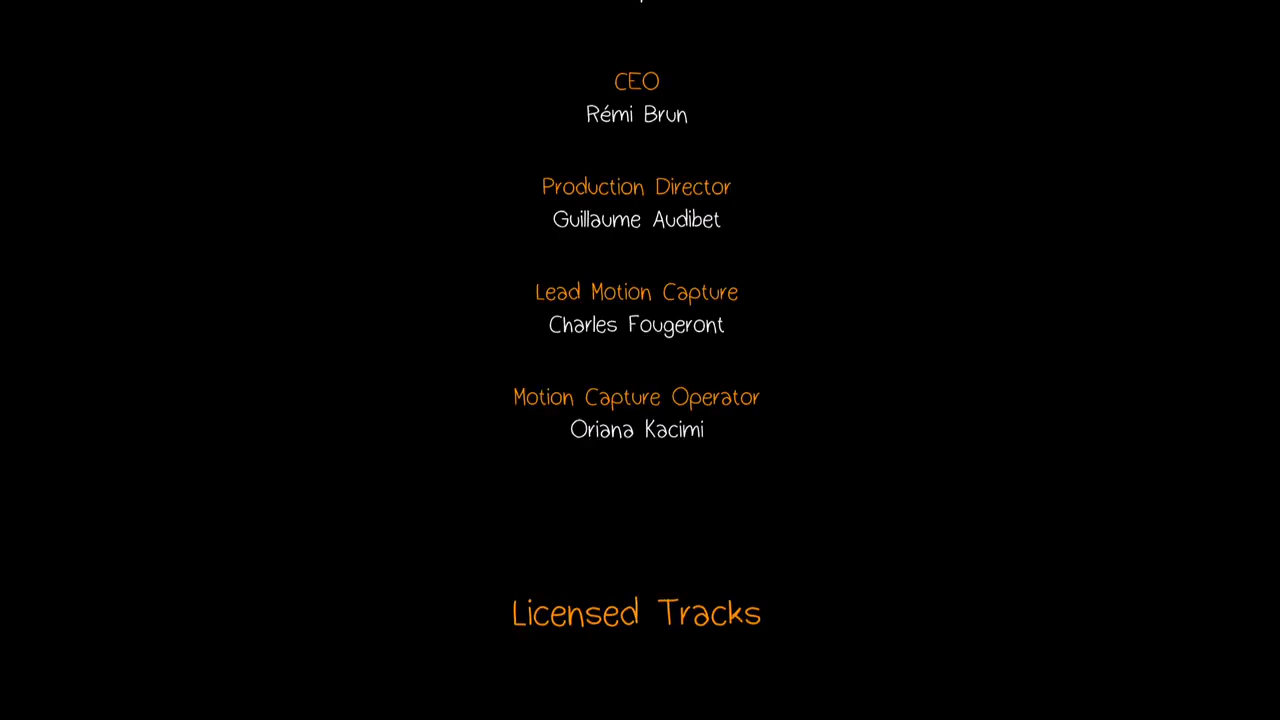 CEO
Rémi Brun
Production Director
Guillaume Audibet
Lead Motion Capture
Charles Fougeront
Motion Capture Operator
Oriana Kacimi
Licensed Tracks